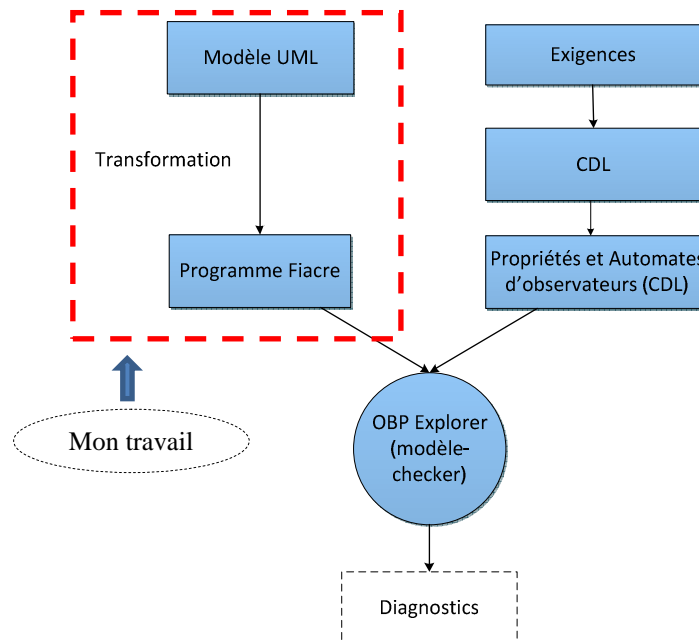 Modèle UML
Exigences
Transformation
CDL
Programme Fiacre
Propriétés et Automates
d'observateurs (CDL)
Mon travail
OBP Explorer
(modèle-
checker)
Diagnostics